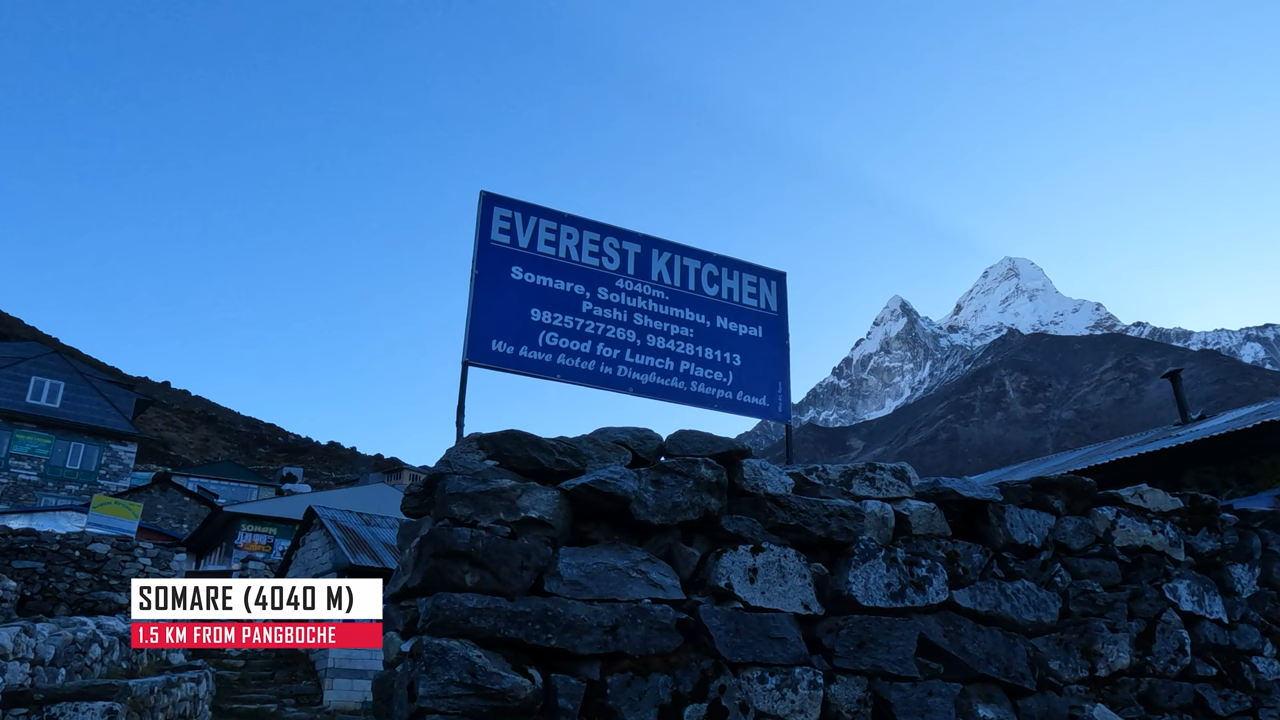 EVEREST KITCHEN
4040m.
Somare, Solukhumbu, Nepal
Pashi Sherpa:
9825727269, 9842818113
(Good for Lunch Place.)
We have hotel in Dingbuche, Sherpa land.
SONAM
SOMARE (4040 M)
1.5 KM FROM PANGBOCHE